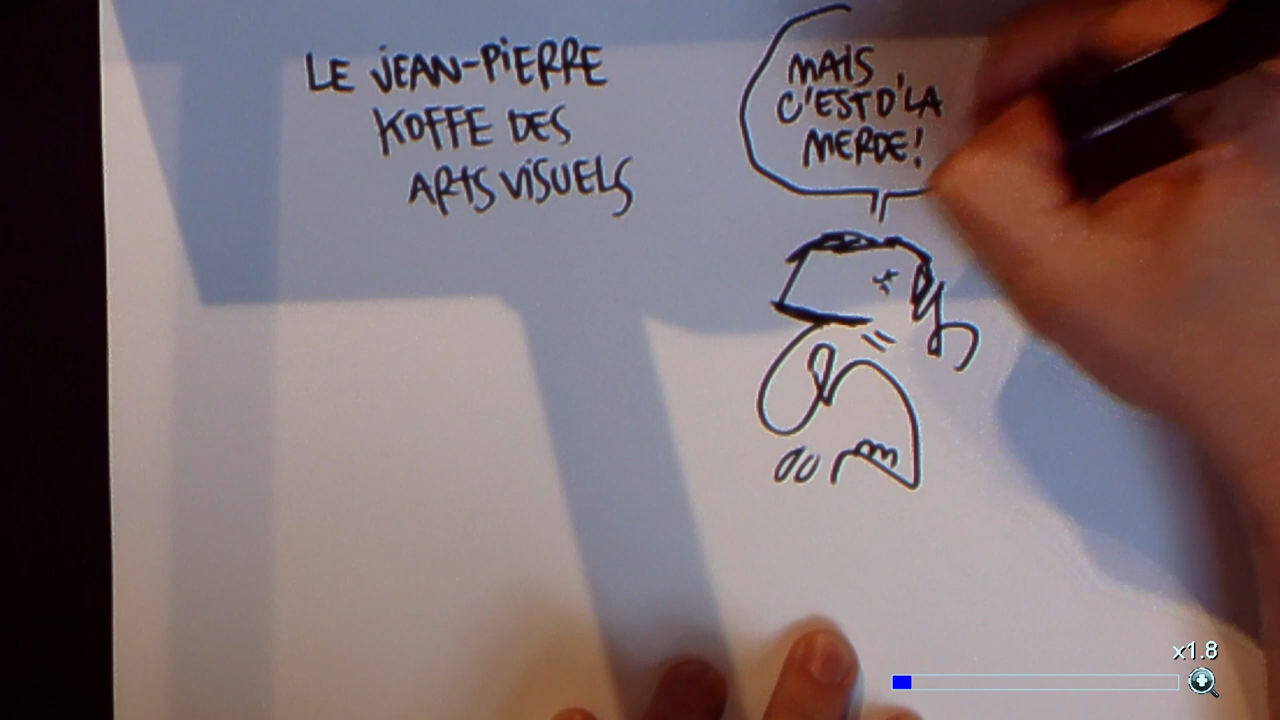 LE JEAN-PIERRE
KOFFE DES
ARTS VISUELS
MAIS
C'EST D'LA
MERDE!
x1.8